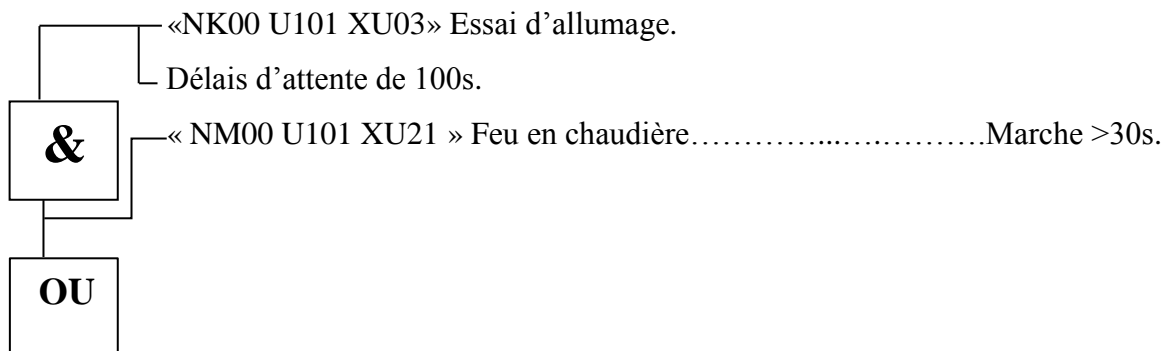 «NK00 U101 XU03» Essai d’allumage.
Délais d’attente de 100s.
&
« NM00 U101 XU21 » Feu en chaudière…………...….……….Marche >30s.
OU